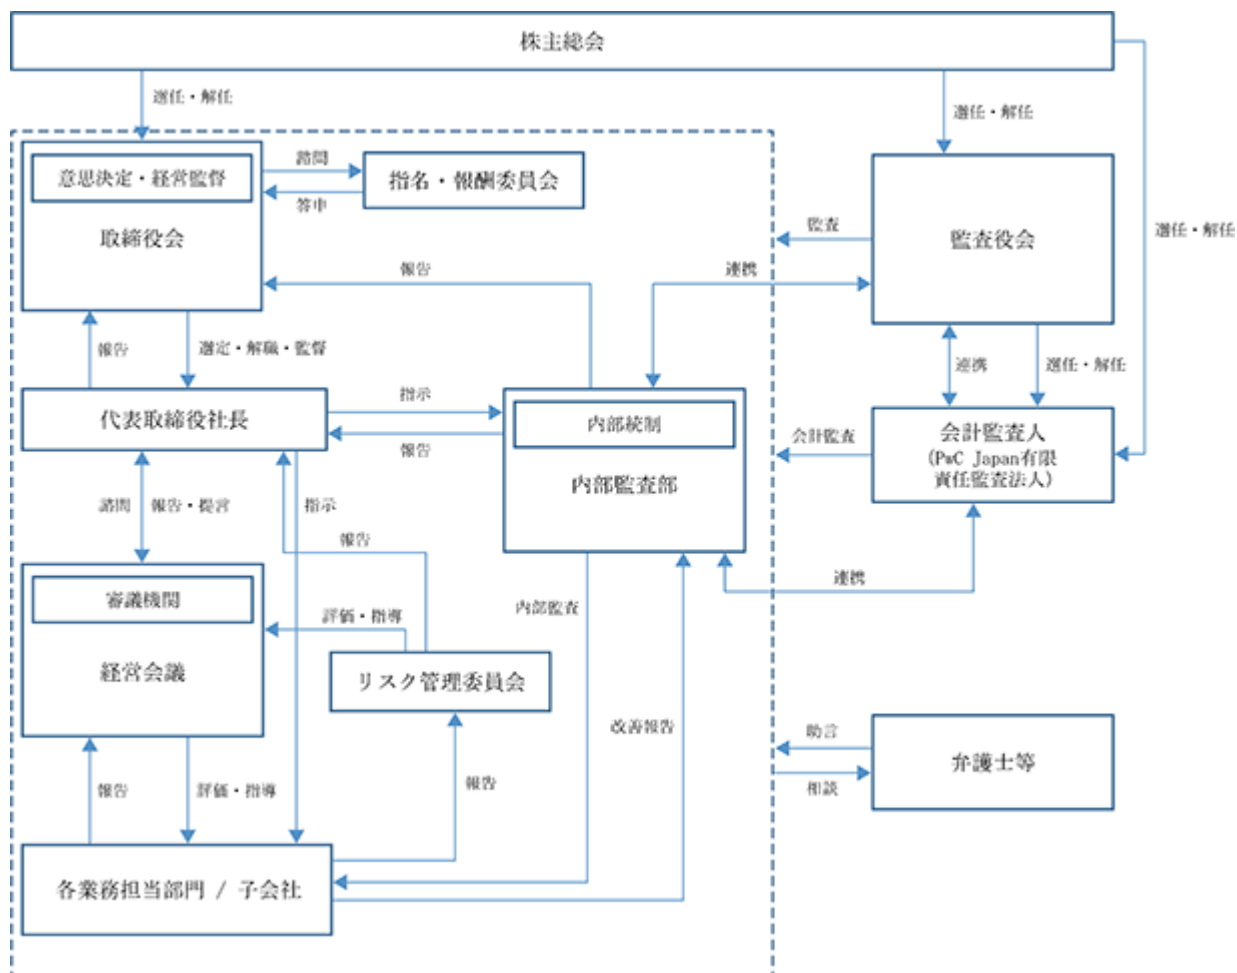 株主総会
選任・解任
選任・解任
選任・解任
意思決定・経営監督
取締役会
諮問
答申
指名・報酬委員会
監査
監査役会
報告
連携
報告
選定・解職・監督
連携
選任・解任
代表取締役社長
指示
報告
内部統制
内部監査部
会計監査
会計監査人
(PwC Japan有限
責任監査法人)
諮問
報告・提言
指示
報告
連携
審議機関
経営会議
評価・指導
内部監査
リスク管理委員会
改善報告
助言
相談
弁護士等
報告
評価・指導
報告
各業務担当部門 / 子会社